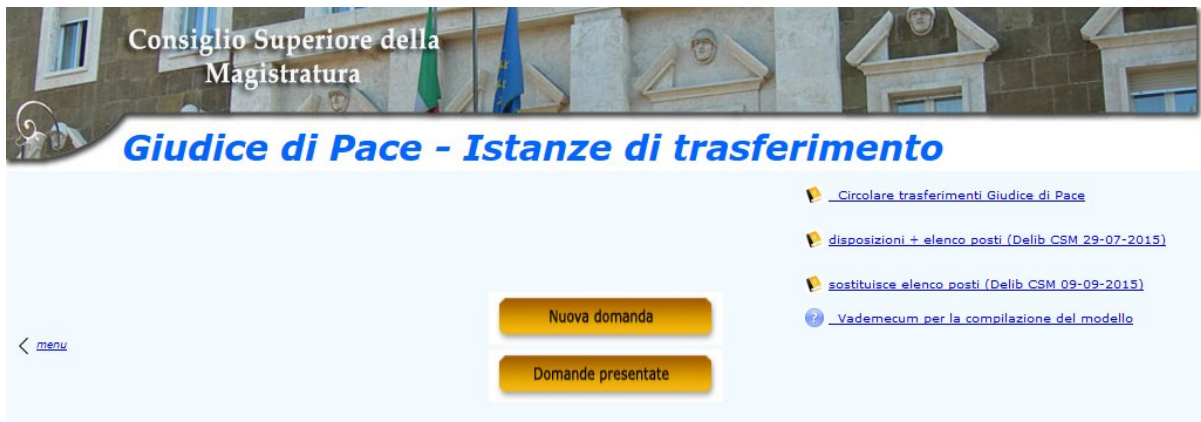 Consiglio Superiore della
Magistratura
Giudice di Pace - Istanze di trasferimento
Circolare trasferimenti Giudice di Pace
disposizioni + elenco posti (Delib CSM 29-07-2015)
sostituisce elenco posti (Delib CSM 09-09-2015)
? Vademecum per la compilazione del modello
Nuova domanda
< menu
Domande presentate